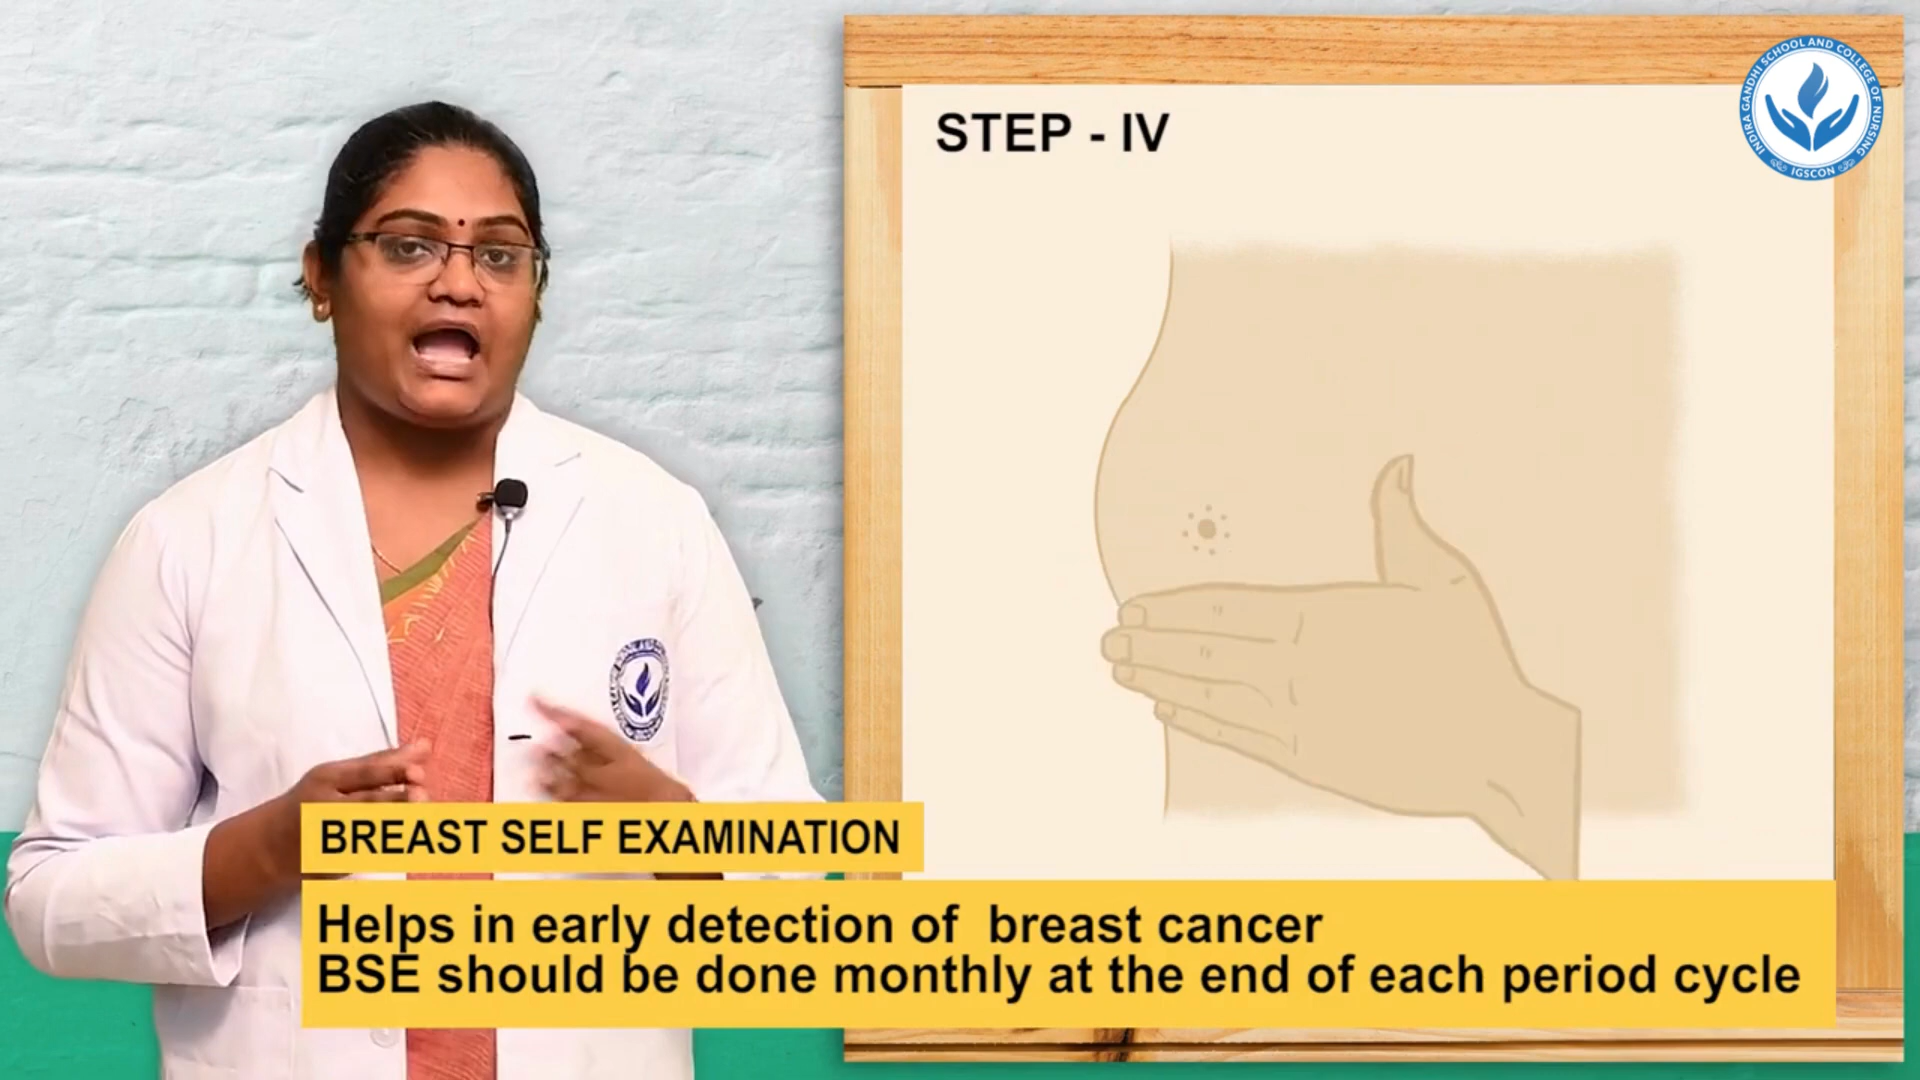 STEP - IV
INDIRA GANDHI SCHOOL AND COLLEGE OF NURSING
IGSCON
BREAST SELF EXAMINATION
Helps in early detection of breast cancer
BSE should be done monthly at the end of each period cycle